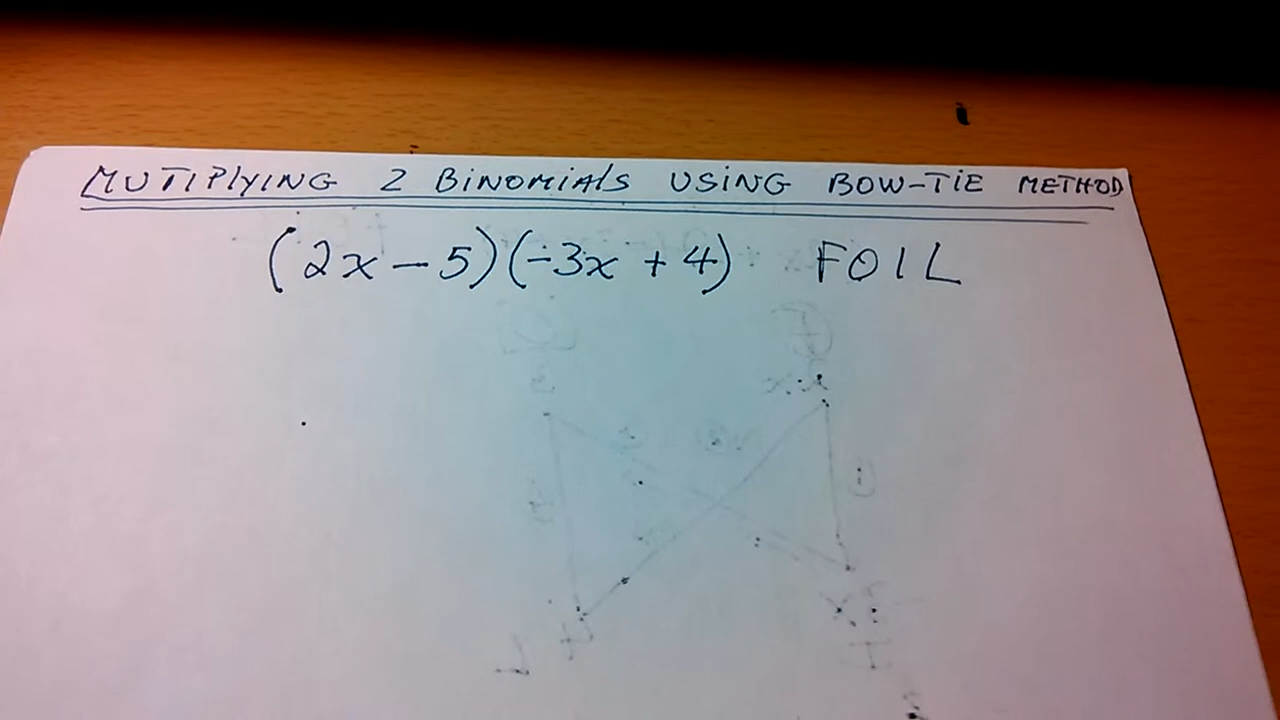 MUTIPlyING 2 BiNOMiAlS USiNG BOW-TiE METHOD
(2x - 5)(-3x + 4) FOIL